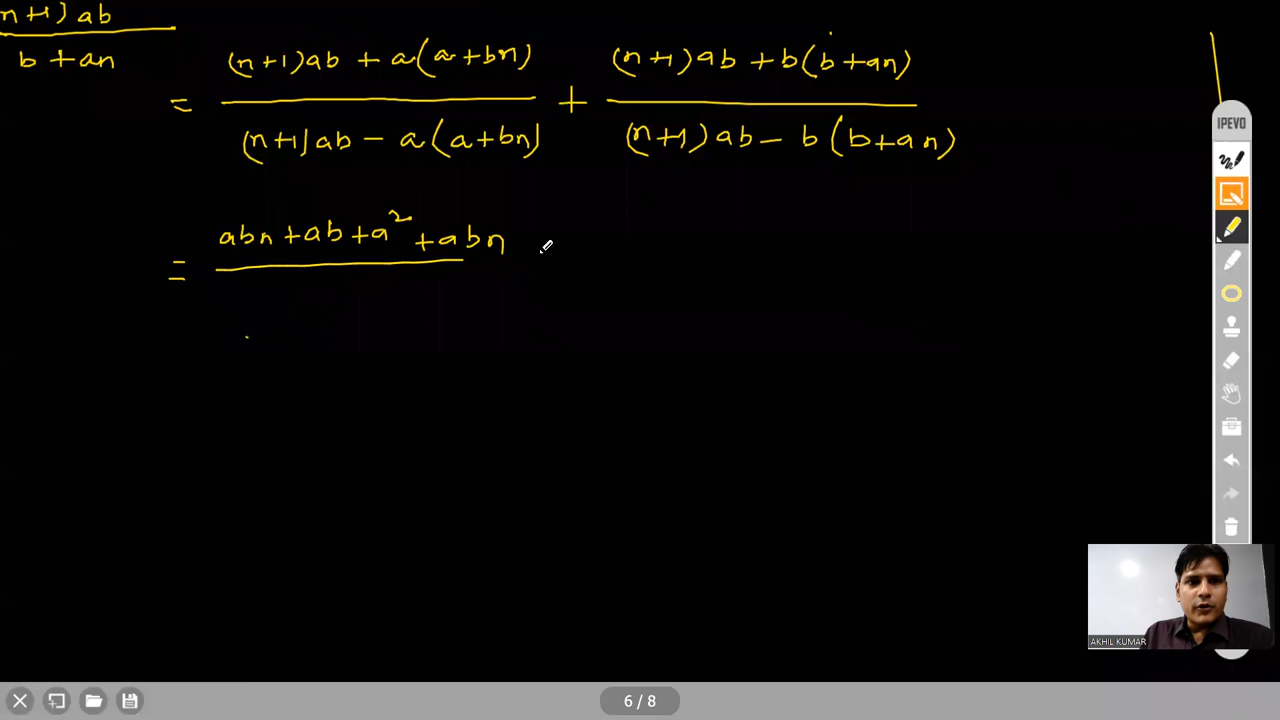 n+1) ab
b + an
= (n+1)ab + a(a+bn) / (n+1)ab - a(a+bn) + (n+1)ab + b(b+an) / (n+1)ab - b(b+an)
= abn + ab + a² + abn
IPEVO
AKHIL KUMAR
6 / 8